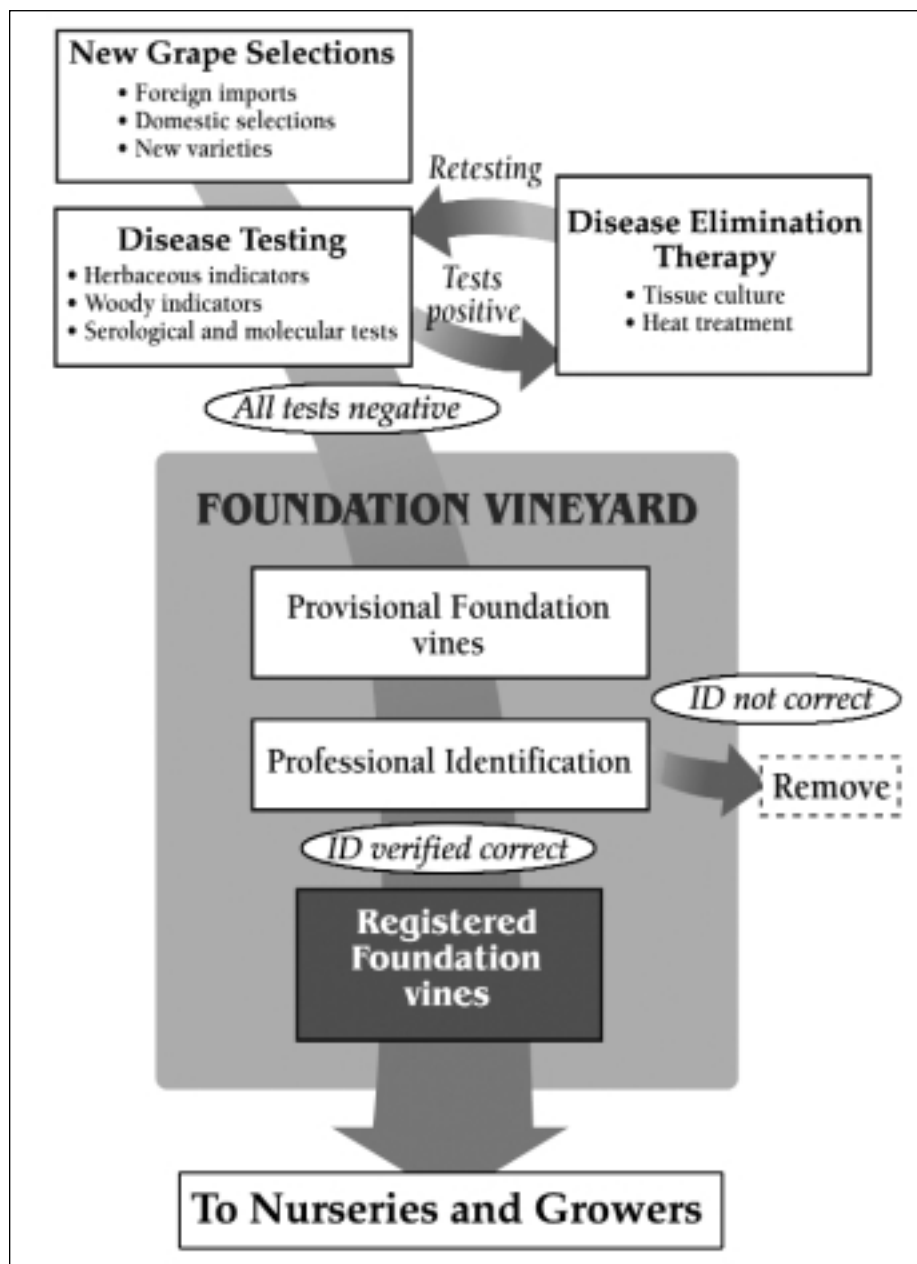 New Grape Selections
• Foreign imports
• Domestic selections
• New varieties
Retesting
Disease Testing
• Herbaceous indicators
• Woody indicators
• Serological and molecular tests
Tests
positive
Disease Elimination
Therapy
• Tissue culture
• Heat treatment
All tests negative
FOUNDATION VINEYARD
Provisional Foundation
vines
ID not correct
Professional Identification
Remove
ID verified correct
Registered
Foundation
vines
To Nurseries and Growers